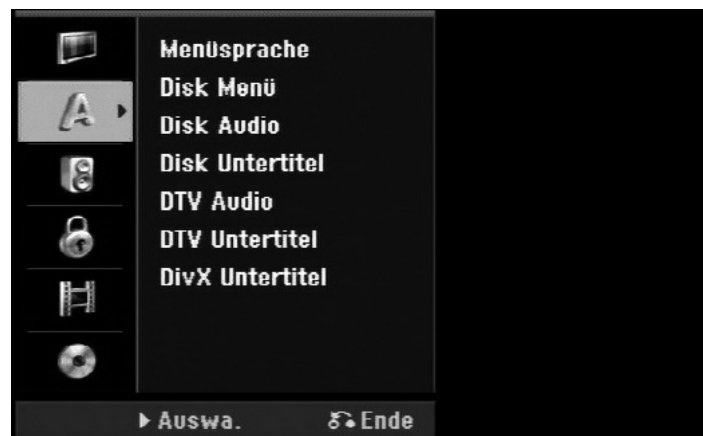 Menüsprache
Disk Menü
Disk Audio
Disk Untertitel
DTV Audio
DTV Untertitel
DivX Untertitel
Auswa. Ende